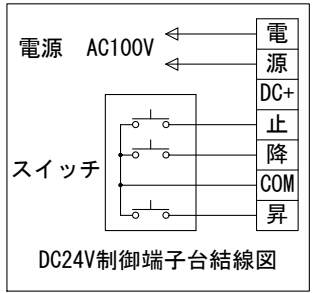 電源 AC100V
電
源
DC+
止
降
COM
昇
スイッチ
DC24V制御端子台結線図